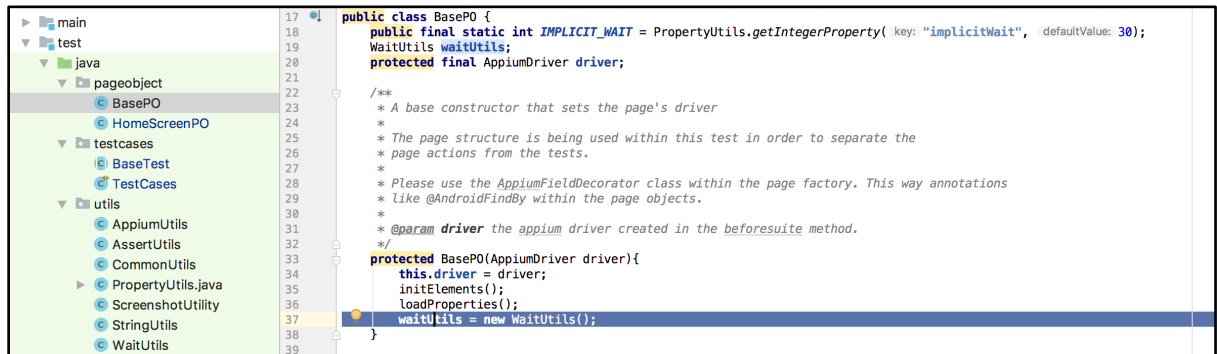 main
test
java
pageobject
BasePO
HomeScreenPO
testcases
BaseTest
TestCases
utils
AppiumUtils
AssertUtils
CommonUtils
PropertyUtils.java
ScreenshotUtility
StringUtils
WaitUtils
17 public class BasePO {
18 public final static int IMPLICIT_WAIT = PropertyUtils.getIntegerProperty( key: "implicitWait", defaultValue: 30);
19 WaitUtils waitUtils;
20 protected final AppiumDriver driver;
21
22 /**
23 * A base constructor that sets the page's driver
24 *
25 * The page structure is being used within this test in order to separate the
26 * page actions from the tests.
27 *
28 * Please use the AppiumFieldDecorator class within the page factory. This way annotations
29 * like @AndroidFindBy within the page objects.
30 *
31 * @param driver the appium driver created in the beforesuite method.
32 */
33 protected BasePO(AppiumDriver driver){
34 this.driver = driver;
35 initElements();
36 loadProperties();
37 waitUtils = new WaitUtils();
38 }
39